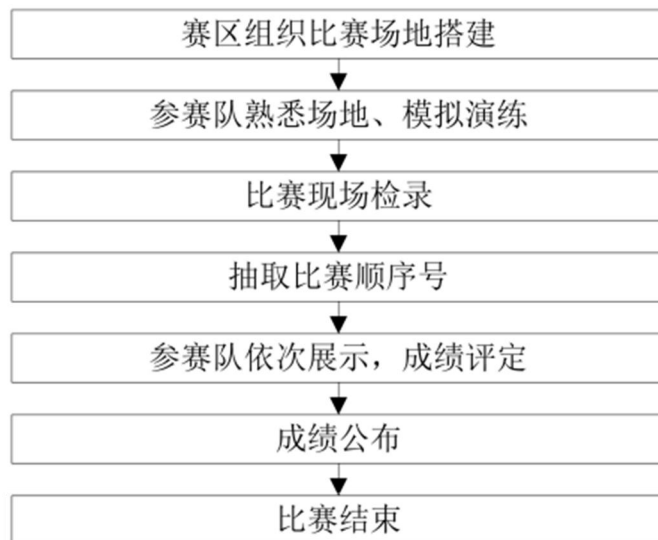 赛区组织比赛场地搭建
参赛队熟悉场地、模拟演练
比赛现场检录
抽取比赛顺序号
参赛队依次展示，成绩评定
成绩公布
比赛结束